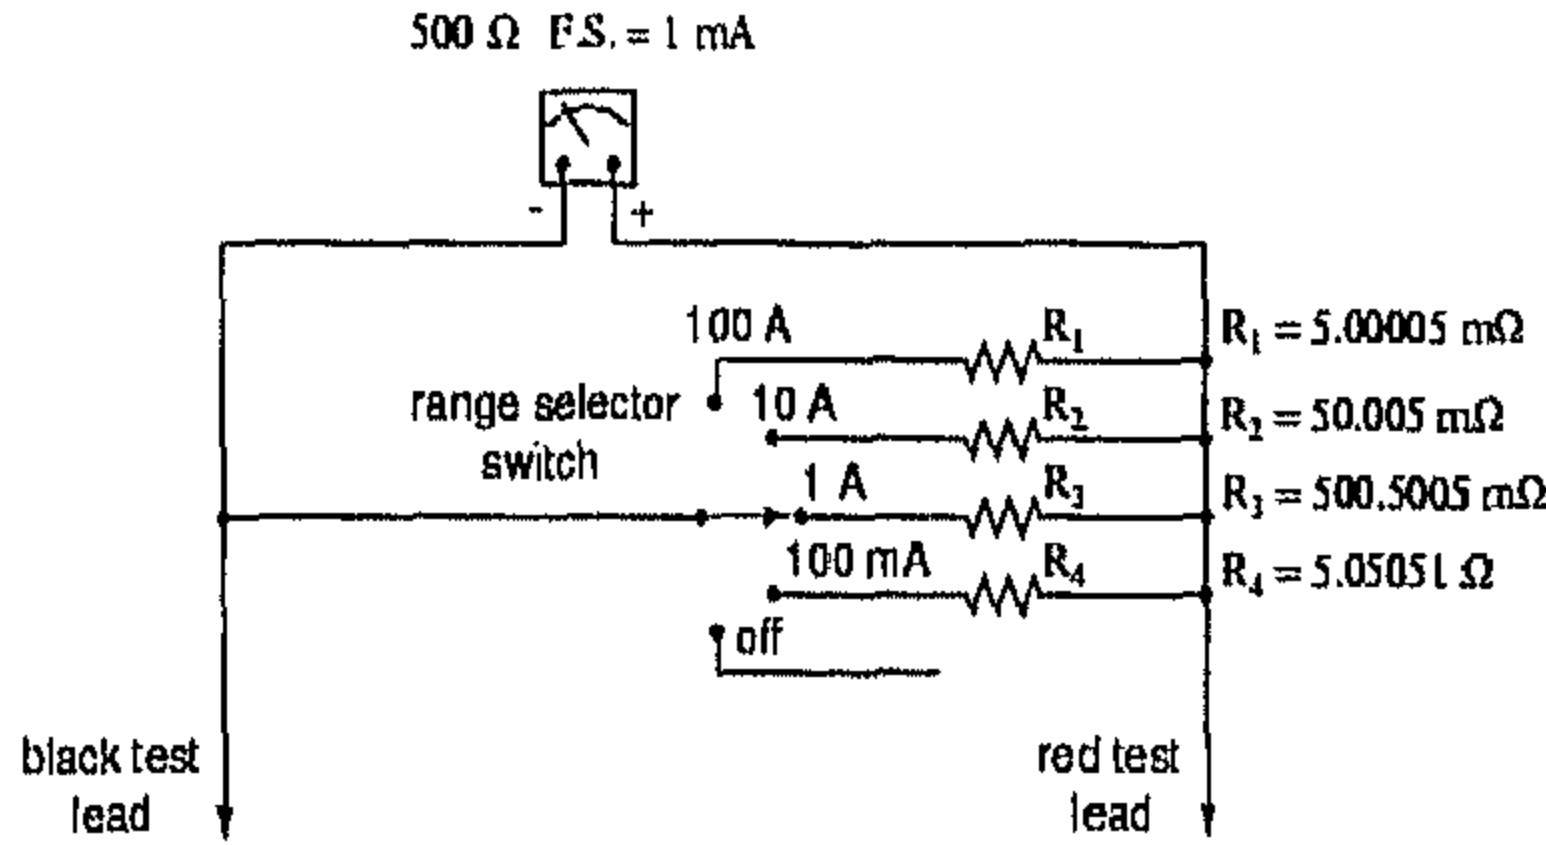 500 Ω F.S. = 1 mA
- +
100 A
R₁
R₁ = 5.00005 mΩ
range selector
switch
10 A
R₂
R₂ = 50.005 mΩ
1 A
R₃
R₃ = 500.5005 mΩ
100 mA
R₄
R₄ = 5.05051 Ω
off
black test
lead
red test
lead